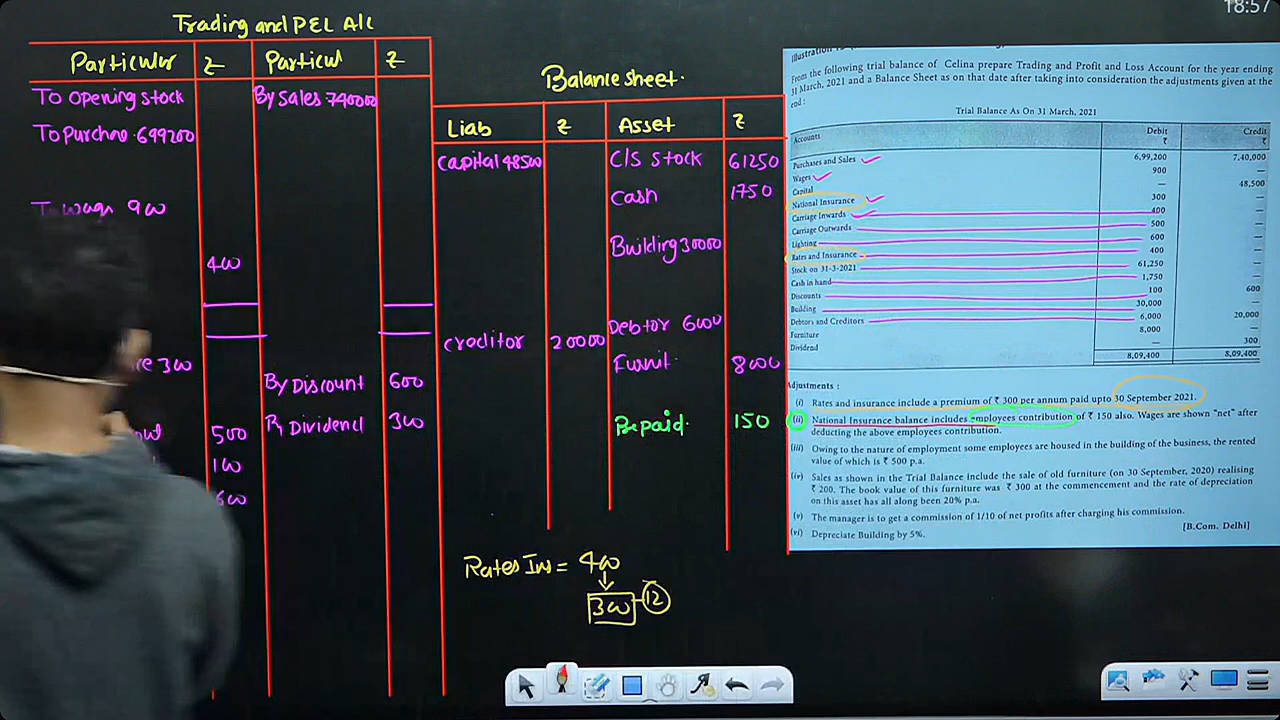 18:57
Trading and P&L A/c
Particular ₹ Particul ₹
To Opening stock By Sales 740000
To Purchase 699200
To wages 900
400
re 300
By Discount 600
By Dividend 300
500
100
600
Balance sheet.
Liab ₹ Asset ₹
Capital 48500 C/S Stock 61250
Cash 1750
Building 30000
Debtor 6000
Creditor 20000
Furnit. 8000
Prepaid. 150
Rates In = 400
300 12
Illustration
From the following trial balance of Celina prepare Trading and Profit and Loss Account for the year ending
31 March, 2021 and a Balance Sheet as on that date after taking into consideration the adjustments given at the
end :
Trial Balance As On 31 March, 2021
Accounts Debit ₹ Credit ₹
Purchases and Sales 6,99,200 7,40,000
Wages 900 —
Capital — 48,500
National Insurance 300 —
Carriage Inwards 400 —
Carriage Outwards 500 —
Lighting 600 —
Rates and Insurance 400 —
Stock on 31-3-2021 61,250 —
Cash in hand 1,750 —
Discounts 100 600
Building 30,000 —
Debtors and Creditors 6,000 20,000
Furniture 8,000 —
Dividend — 300
8,09,400 8,09,400
Adjustments :
(i) Rates and insurance include a premium of ₹ 300 per annum paid upto 30 September 2021.
(ii) National Insurance balance includes employees contribution of ₹ 150 also. Wages are shown "net" after
deducting the above employees contribution.
(iii) Owing to the nature of employment some employees are housed in the building of the business, the rented
value of which is ₹ 500 p.a.
(iv) Sales as shown in the Trial Balance include the sale of old furniture (on 30 September, 2020) realising
₹ 200. The book value of this furniture was ₹ 300 at the commencement and the rate of depreciation
on this asset has all along been 20% p.a.
(v) The manager is to get a commission of 1/10 of net profits after charging his commission.
[B.Com. Delhi]
(vi) Depreciate Building by 5%.